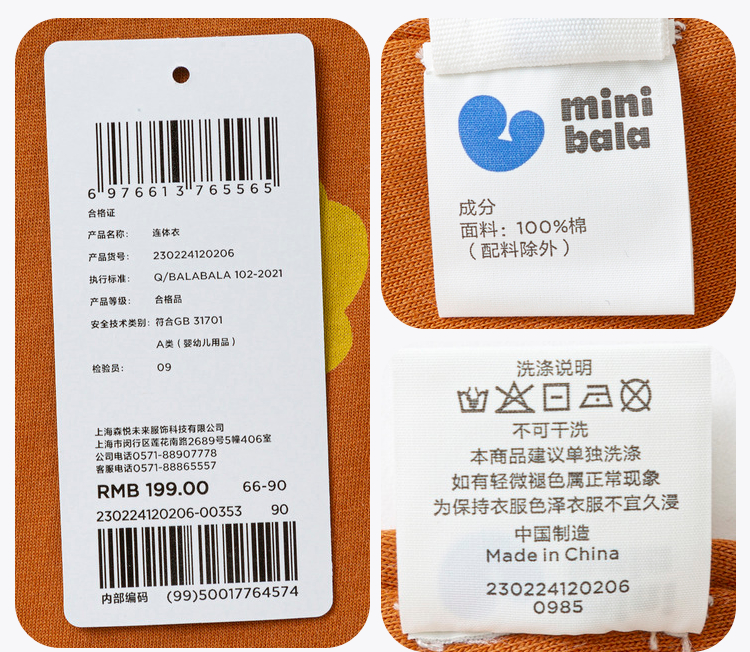 6 976613 765565
合格证
产品名称: 连体衣
产品货号: 230224120206
执行标准: Q/BALABALA 102-2021
产品等级: 合格品
安全技术类别: 符合GB 31701
A类 (婴幼儿用品)
检验员: 09
上海森悦未来服饰科技有限公司
上海市闵行区莲花南路2689号5幢406室
公司电话0571-88907778
客服电话0571-88865557
RMB 199.00 66-90
230224120206-00353 90
内部编码 (99)50017764574
mini
bala
成分
面料: 100%棉
(配料除外)
洗涤说明
不可干洗
本商品建议单独洗涤
如有轻微褪色属正常现象
为保持衣服色泽衣服不宜久浸
中国制造
Made in China
230224120206
0985